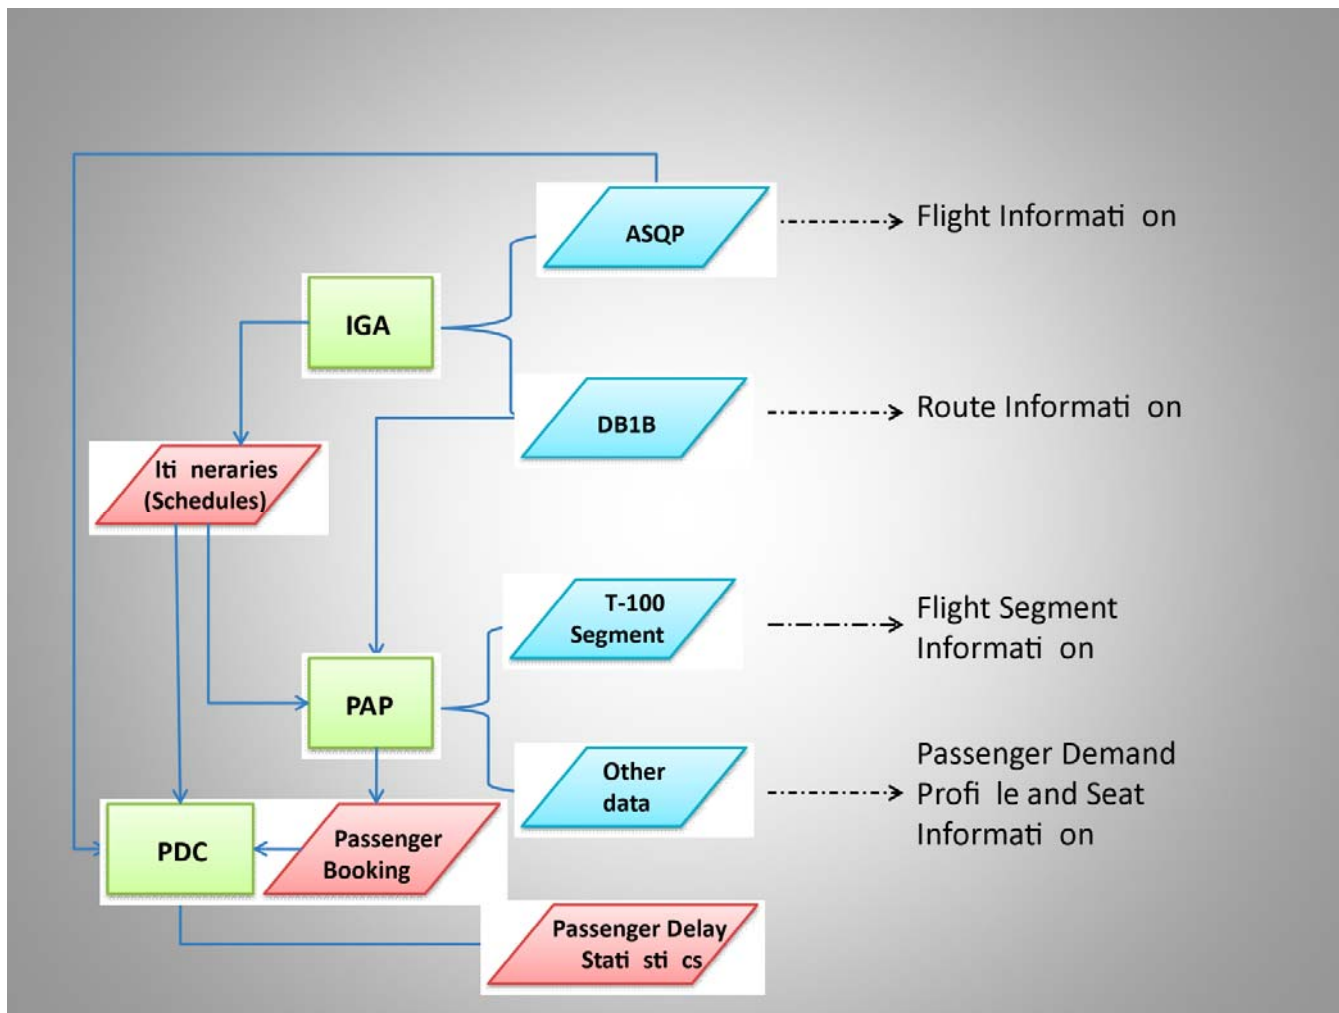 ASQP
Flight Informati on
IGA
DB1B
Route Informati on
Iti neraries
(Schedules)
T-100
Segment
Flight Segment
Informati on
PAP
Other
data
Passenger Demand
Profi le and Seat
Informati on
PDC
Passenger
Booking
Passenger Delay
Stati sti cs